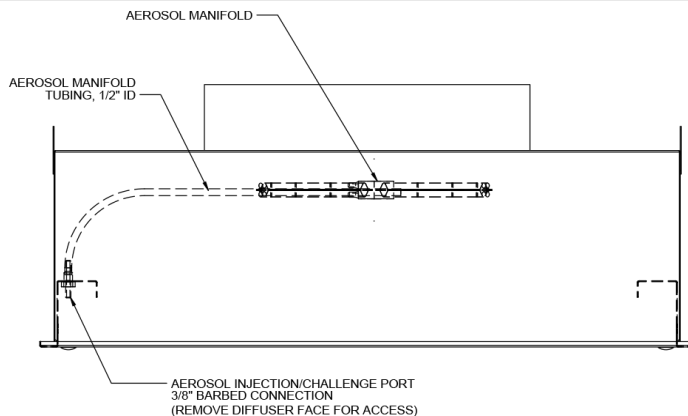 AEROSOL MANIFOLD
AEROSOL MANIFOLD
TUBING, 1/2" ID
AEROSOL INJECTION/CHALLENGE PORT
3/8" BARBED CONNECTION
(REMOVE DIFFUSER FACE FOR ACCESS)